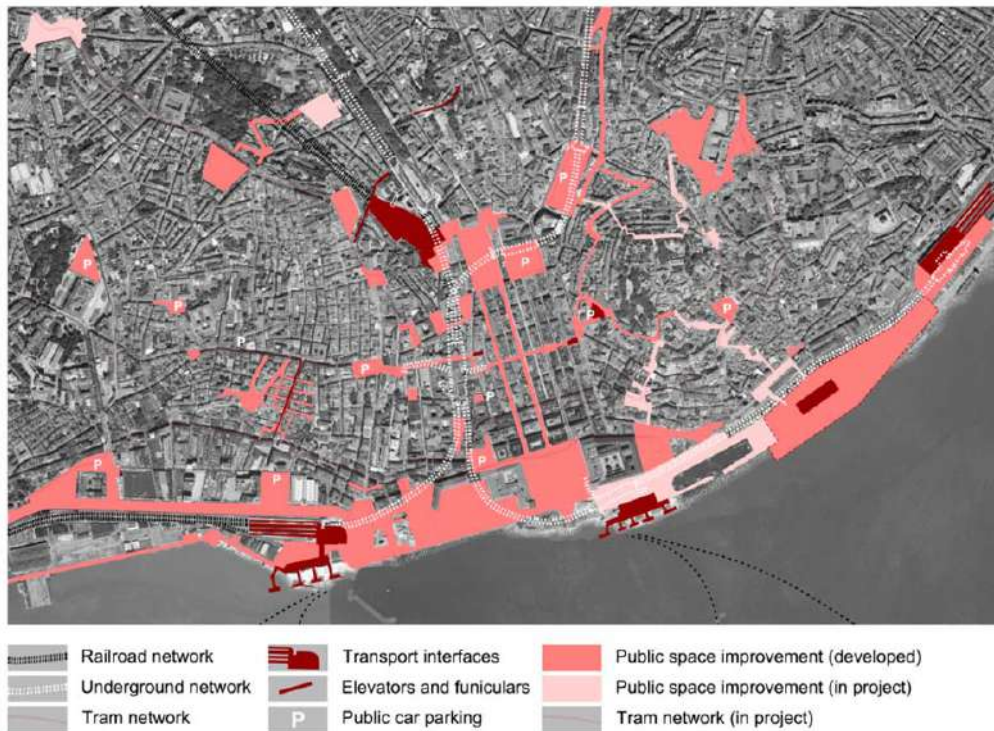 P
P
P
P
P
P
P
P
P
P
P
P
Railroad network
Transport interfaces
Public space improvement (developed)
Underground network
Elevators and funiculars
Public space improvement (in project)
Tram network
P
Public car parking
Tram network (in project)